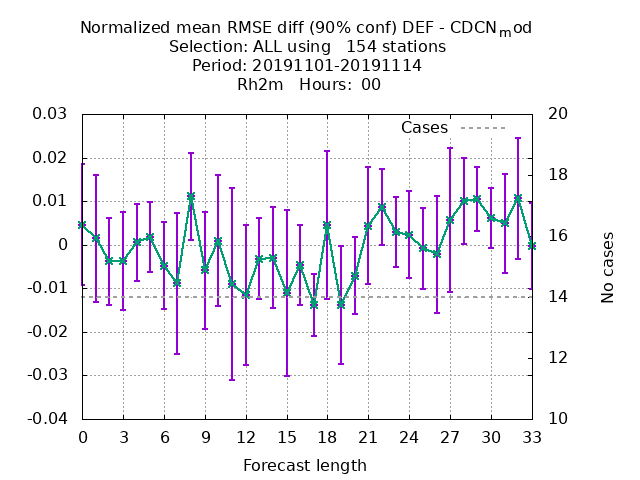 Normalized mean RMSE diff (90% conf) DEF - CDCNmod
Selection: ALL using   154 stations
Period: 20191101-20191114
Rh2m   Hours:  00
Cases
0.03
0.02
0.01
0
-0.01
-0.02
-0.03
-0.04
20
18
16
14
12
10
No cases
0 3 6 9 12 15 18 21 24 27 30 33
Forecast length